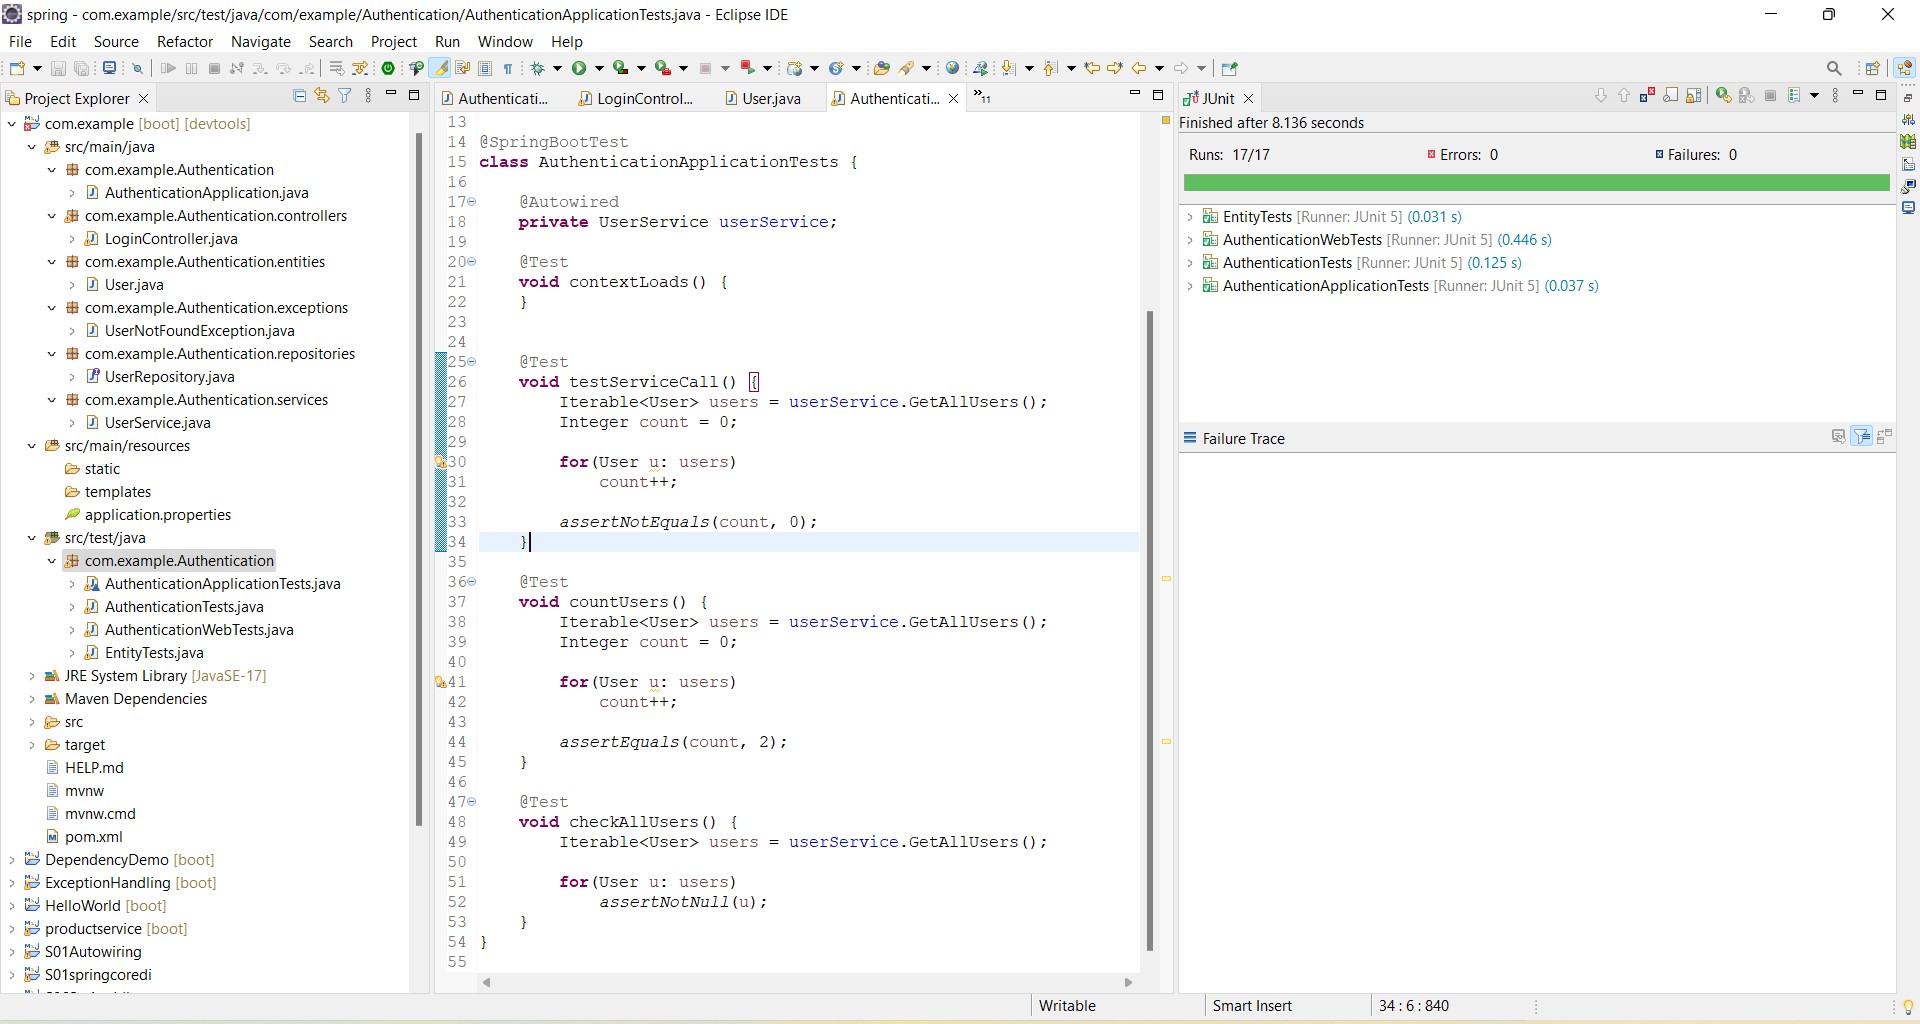 spring - com.example/src/test/java/com/example/Authentication/AuthenticationApplicationTests.java - Eclipse IDE
File Edit Source Refactor Navigate Search Project Run Window Help
Project Explorer
com.example [boot] [devtools]
src/main/java
com.example.Authentication
AuthenticationApplication.java
com.example.Authentication.controllers
LoginController.java
com.example.Authentication.entities
User.java
com.example.Authentication.exceptions
UserNotFoundException.java
com.example.Authentication.repositories
UserRepository.java
com.example.Authentication.services
UserService.java
src/main/resources
static
templates
application.properties
src/test/java
com.example.Authentication
AuthenticationApplicationTests.java
AuthenticationTests.java
AuthenticationWebTests.java
EntityTests.java
JRE System Library [JavaSE-17]
Maven Dependencies
src
target
HELP.md
mvnw
mvnw.cmd
pom.xml
DependencyDemo [boot]
ExceptionHandling [boot]
HelloWorld [boot]
productservice [boot]
S01Autowiring
S01springcoredi
Authenticati... LoginControl... User.java Authenticati... »11
13
14 @SpringBootTest
15 class AuthenticationApplicationTests {
16
17 @Autowired
18 private UserService userService;
19
20 @Test
21 void contextLoads() {
22 }
23
24
25 @Test
26 void testServiceCall() {
27 Iterable<User> users = userService.GetAllUsers();
28 Integer count = 0;
29
30 for(User u: users)
31 count++;
32
33 assertNotEquals(count, 0);
34 }
35
36 @Test
37 void countUsers() {
38 Iterable<User> users = userService.GetAllUsers();
39 Integer count = 0;
40
41 for(User u: users)
42 count++;
43
44 assertEquals(count, 2);
45 }
46
47 @Test
48 void checkAllUsers() {
49 Iterable<User> users = userService.GetAllUsers();
50
51 for(User u: users)
52 assertNotNull(u);
53 }
54 }
55
JUnit
Finished after 8.136 seconds
Runs: 17/17 Errors: 0 Failures: 0
EntityTests [Runner: JUnit 5] (0.031 s)
AuthenticationWebTests [Runner: JUnit 5] (0.446 s)
AuthenticationTests [Runner: JUnit 5] (0.125 s)
AuthenticationApplicationTests [Runner: JUnit 5] (0.037 s)
Failure Trace
Writable Smart Insert 34 : 6 : 840